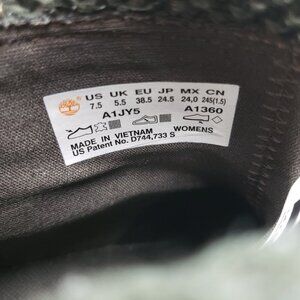 US UK EU JP MX CN
7.5 5.5 38.5 24.5 24,0 245(1.5)
A1JY5 A1360
MADE IN VIETNAM WOMENS
US Patent No. D744,733 S